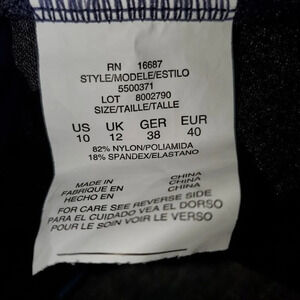 RN 16687
STYLE/MODELE/ESTILO
5500371
LOT 8002790
SIZE/TAILLE/TALLE
US UK GER EUR
10 12 38 40
82% NYLON/POLIAMIDA
18% SPANDEX/ELASTANO
MADE IN CHINA
FABRIQUE EN CHINA
HECHO EN CHINA
FOR CARE SEE REVERSE SIDE
PARA EL CUIDADO VEA EL DORSO
POUR LE SOIN VOIR LE VERSO